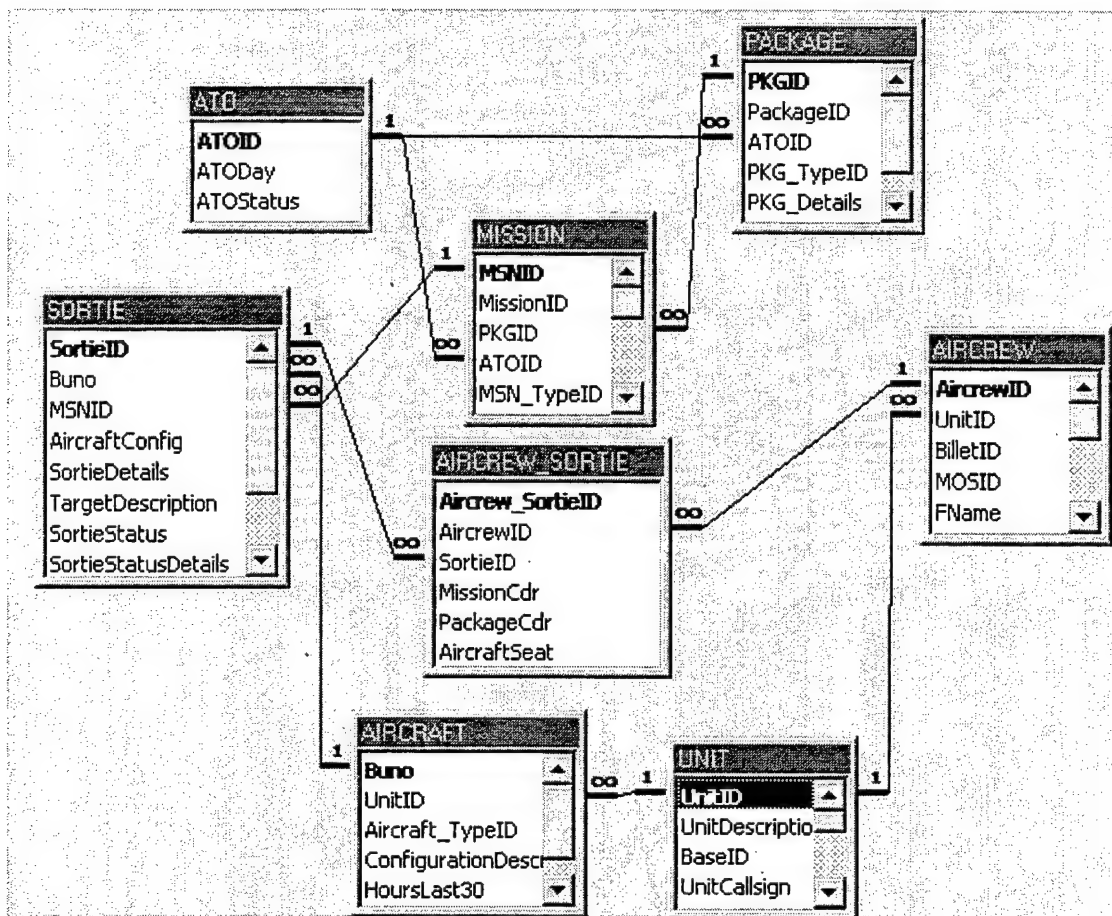 PACKAGE
PKGID
PackageID
ATOID
PKG_TypeID
PKG_Details
1
∞
ATO
ATOID
ATODay
ATOStatus
1
MISSION
MSNID
MissionID
PKGID
ATOID
MSN_TypeID
1
∞
∞
SORTIE
SortieID
Buno
MSNID
AircraftConfig
SortieDetails
TargetDescription
SortieStatus
SortieStatusDetails
1
∞
∞
AIRCREW
AircrewID
UnitID
BilletID
MOSID
FName
1
∞
AIRCREW_SORTIE
Aircrew_SortieID
AircrewID
SortieID
MissionCdr
PackageCdr
AircraftSeat
∞
∞
AIRCRAFT
Buno
UnitID
Aircraft_TypeID
ConfigurationDescr
HoursLast30
1
∞
UNIT
UnitID
UnitDescriptio
BaseID
UnitCallsign
1
1